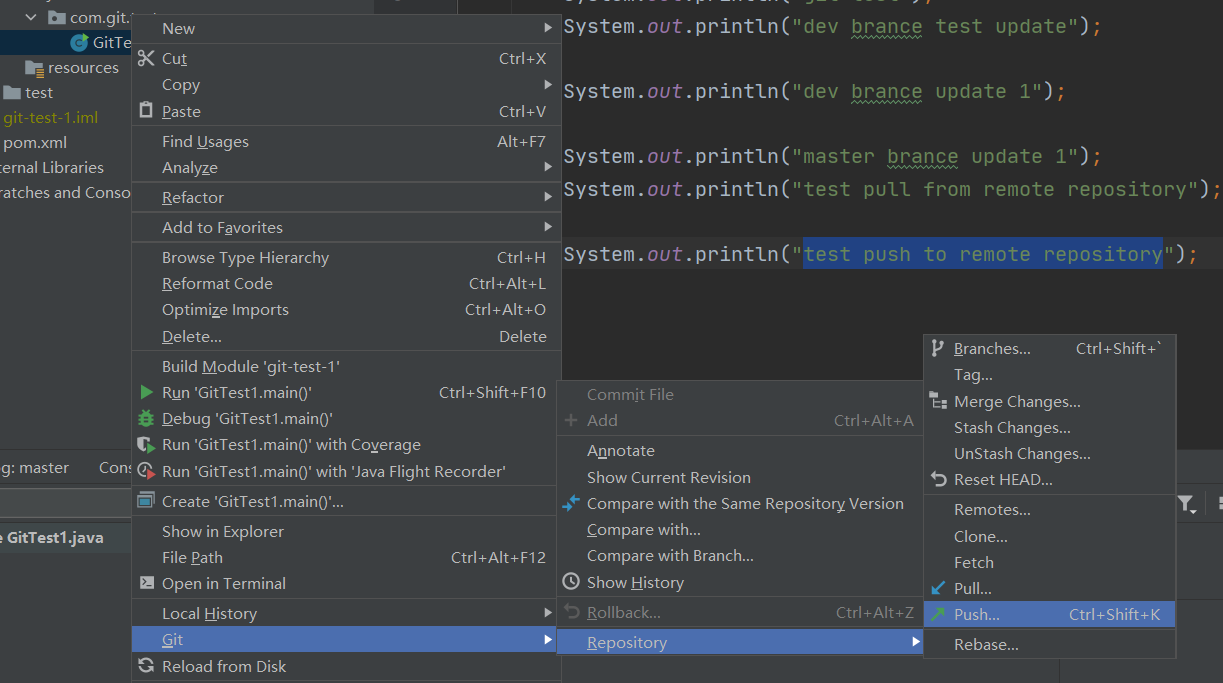 com.git.
GitTe
resources
test
git-test-1.iml
pom.xml
ternal Libraries
ratches and Conso
g: master Cons
e GitTest1.java
System.out.println("dev brance test update");
System.out.println("dev brance update 1");
System.out.println("master brance update 1");
System.out.println("test pull from remote repository");
System.out.println("test push to remote repository");
New
Cut Ctrl+X
Copy
Paste Ctrl+V
Find Usages Alt+F7
Analyze
Refactor
Add to Favorites
Browse Type Hierarchy Ctrl+H
Reformat Code Ctrl+Alt+L
Optimize Imports Ctrl+Alt+O
Delete... Delete
Build Module 'git-test-1'
Run 'GitTest1.main()' Ctrl+Shift+F10
Debug 'GitTest1.main()'
Run 'GitTest1.main()' with Coverage
Run 'GitTest1.main()' with 'Java Flight Recorder'
Create 'GitTest1.main()'...
Show in Explorer
File Path Ctrl+Alt+F12
Open in Terminal
Local History
Git
Reload from Disk
Commit File
Add Ctrl+Alt+A
Annotate
Show Current Revision
Compare with the Same Repository Version
Compare with...
Compare with Branch...
Show History
Rollback... Ctrl+Alt+Z
Repository
Branches... Ctrl+Shift+`
Tag...
Merge Changes...
Stash Changes...
UnStash Changes...
Reset HEAD...
Remotes...
Clone...
Fetch
Pull...
Push... Ctrl+Shift+K
Rebase...